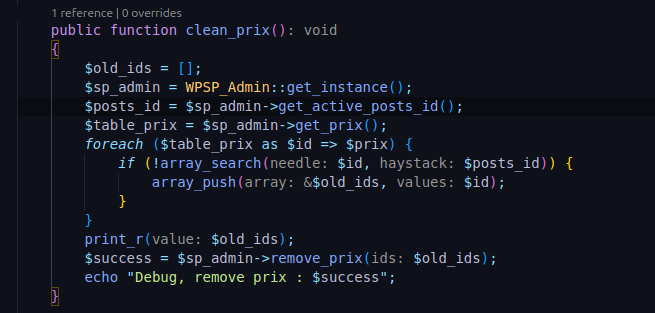 1 reference | 0 overrides
public function clean_prix(): void
{
$old_ids = [];
$sp_admin = WPSP_Admin::get_instance();
$posts_id = $sp_admin->get_active_posts_id();
$table_prix = $sp_admin->get_prix();
foreach ($table_prix as $id => $prix) {
if (!array_search(needle: $id, haystack: $posts_id)) {
array_push(array: &$old_ids, values: $id);
}
}
print_r(value: $old_ids);
$success = $sp_admin->remove_prix(ids: $old_ids);
echo "Debug, remove prix : $success";
}